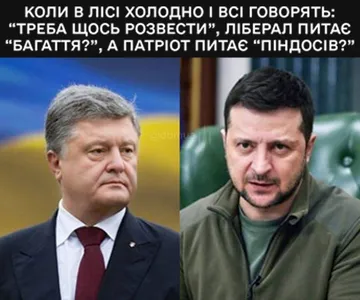 КОЛИ В ЛІСІ ХОЛОДНО І ВСІ ГОВОРЯТЬ:
“ТРЕБА ЩОСЬ РОЗВЕСТИ”, ЛІБЕРАЛ ПИТАЄ
“БАГАТТЯ?”, А ПАТРІОТ ПИТАЄ “ПІНДОСІВ?”